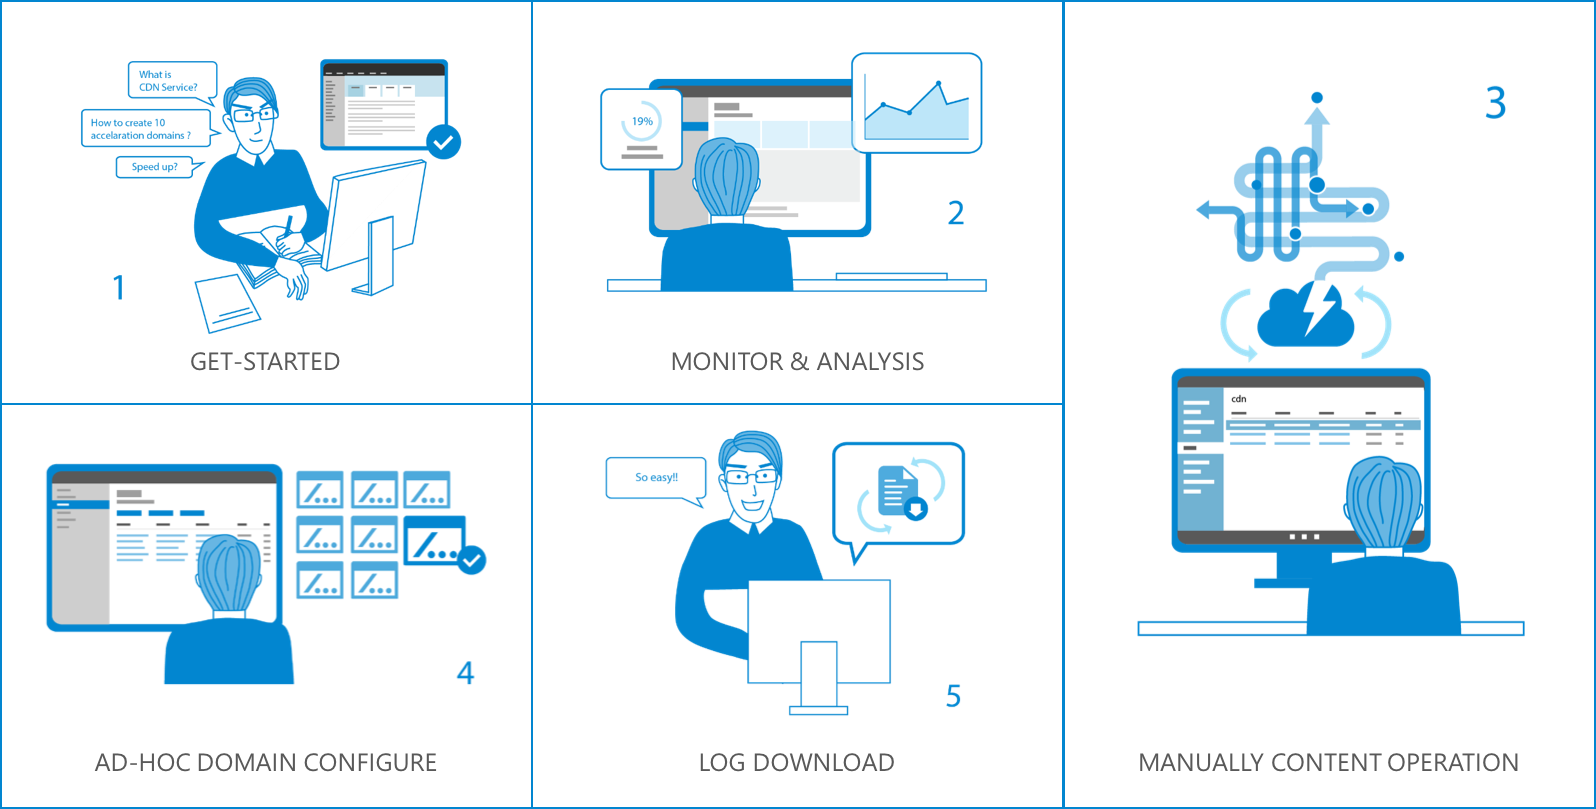 What is
CDN Service?
How to create 10
accelaration domains ?
Speed up?
1
GET-STARTED
19%
2
MONITOR & ANALYSIS
3
cdn
MANUALLY CONTENT OPERATION
4
AD-HOC DOMAIN CONFIGURE
So easy!!
5
LOG DOWNLOAD